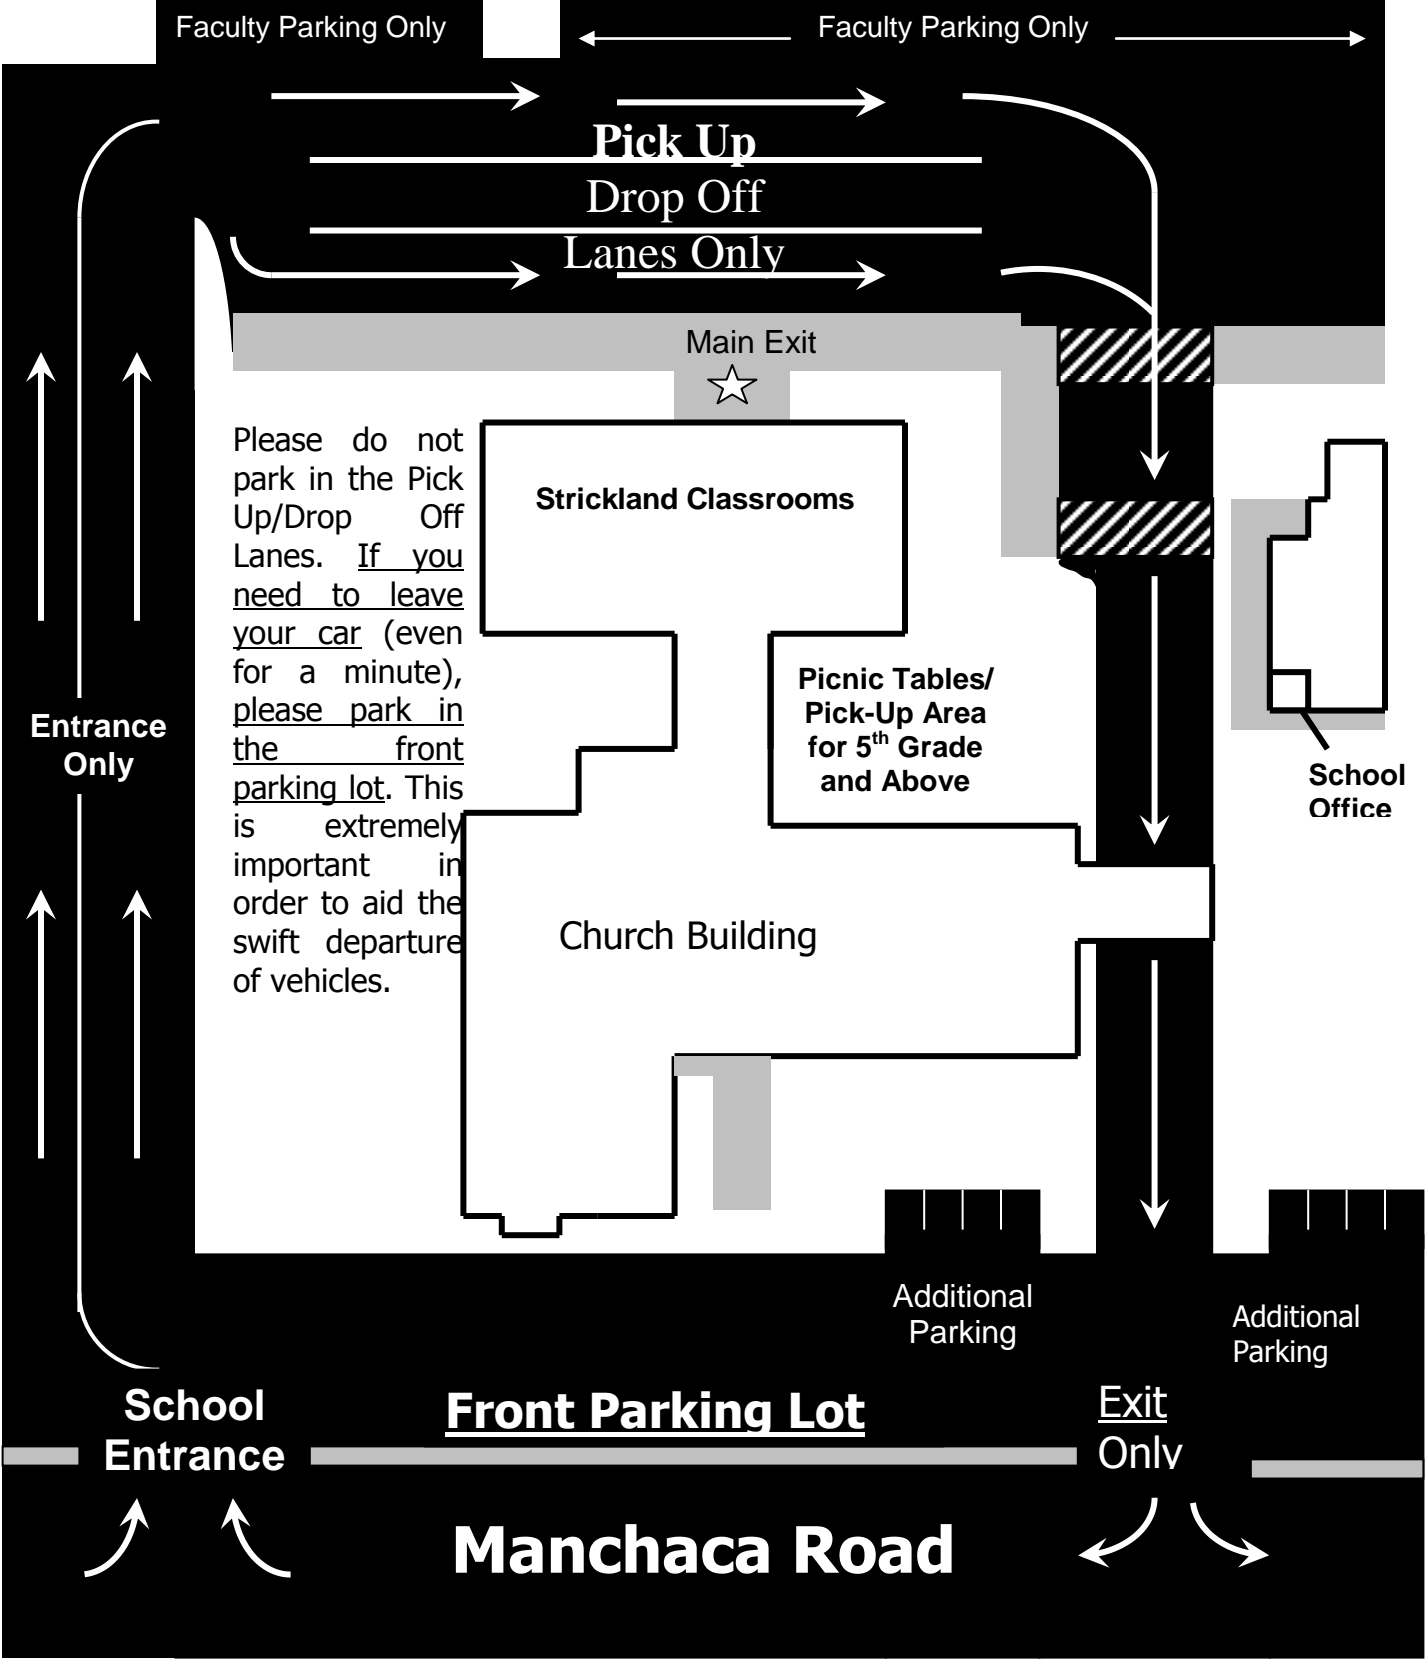 Faculty Parking Only
Faculty Parking Only
Pick Up
Drop Off
Lanes Only
Main Exit
Please do not
park in the Pick
Up/Drop Off
Lanes. If you
need to leave
your car (even
for a minute),
please park in
the front
parking lot. This
is extremely
important in
order to aid the
swift departure
of vehicles.
Strickland Classrooms
Picnic Tables/
Pick-Up Area
for 5th Grade
and Above
Entrance
Only
School
Office
Church Building
Additional
Parking
Additional
Parking
School
Entrance
Front Parking Lot
Exit
Only
Manchaca Road